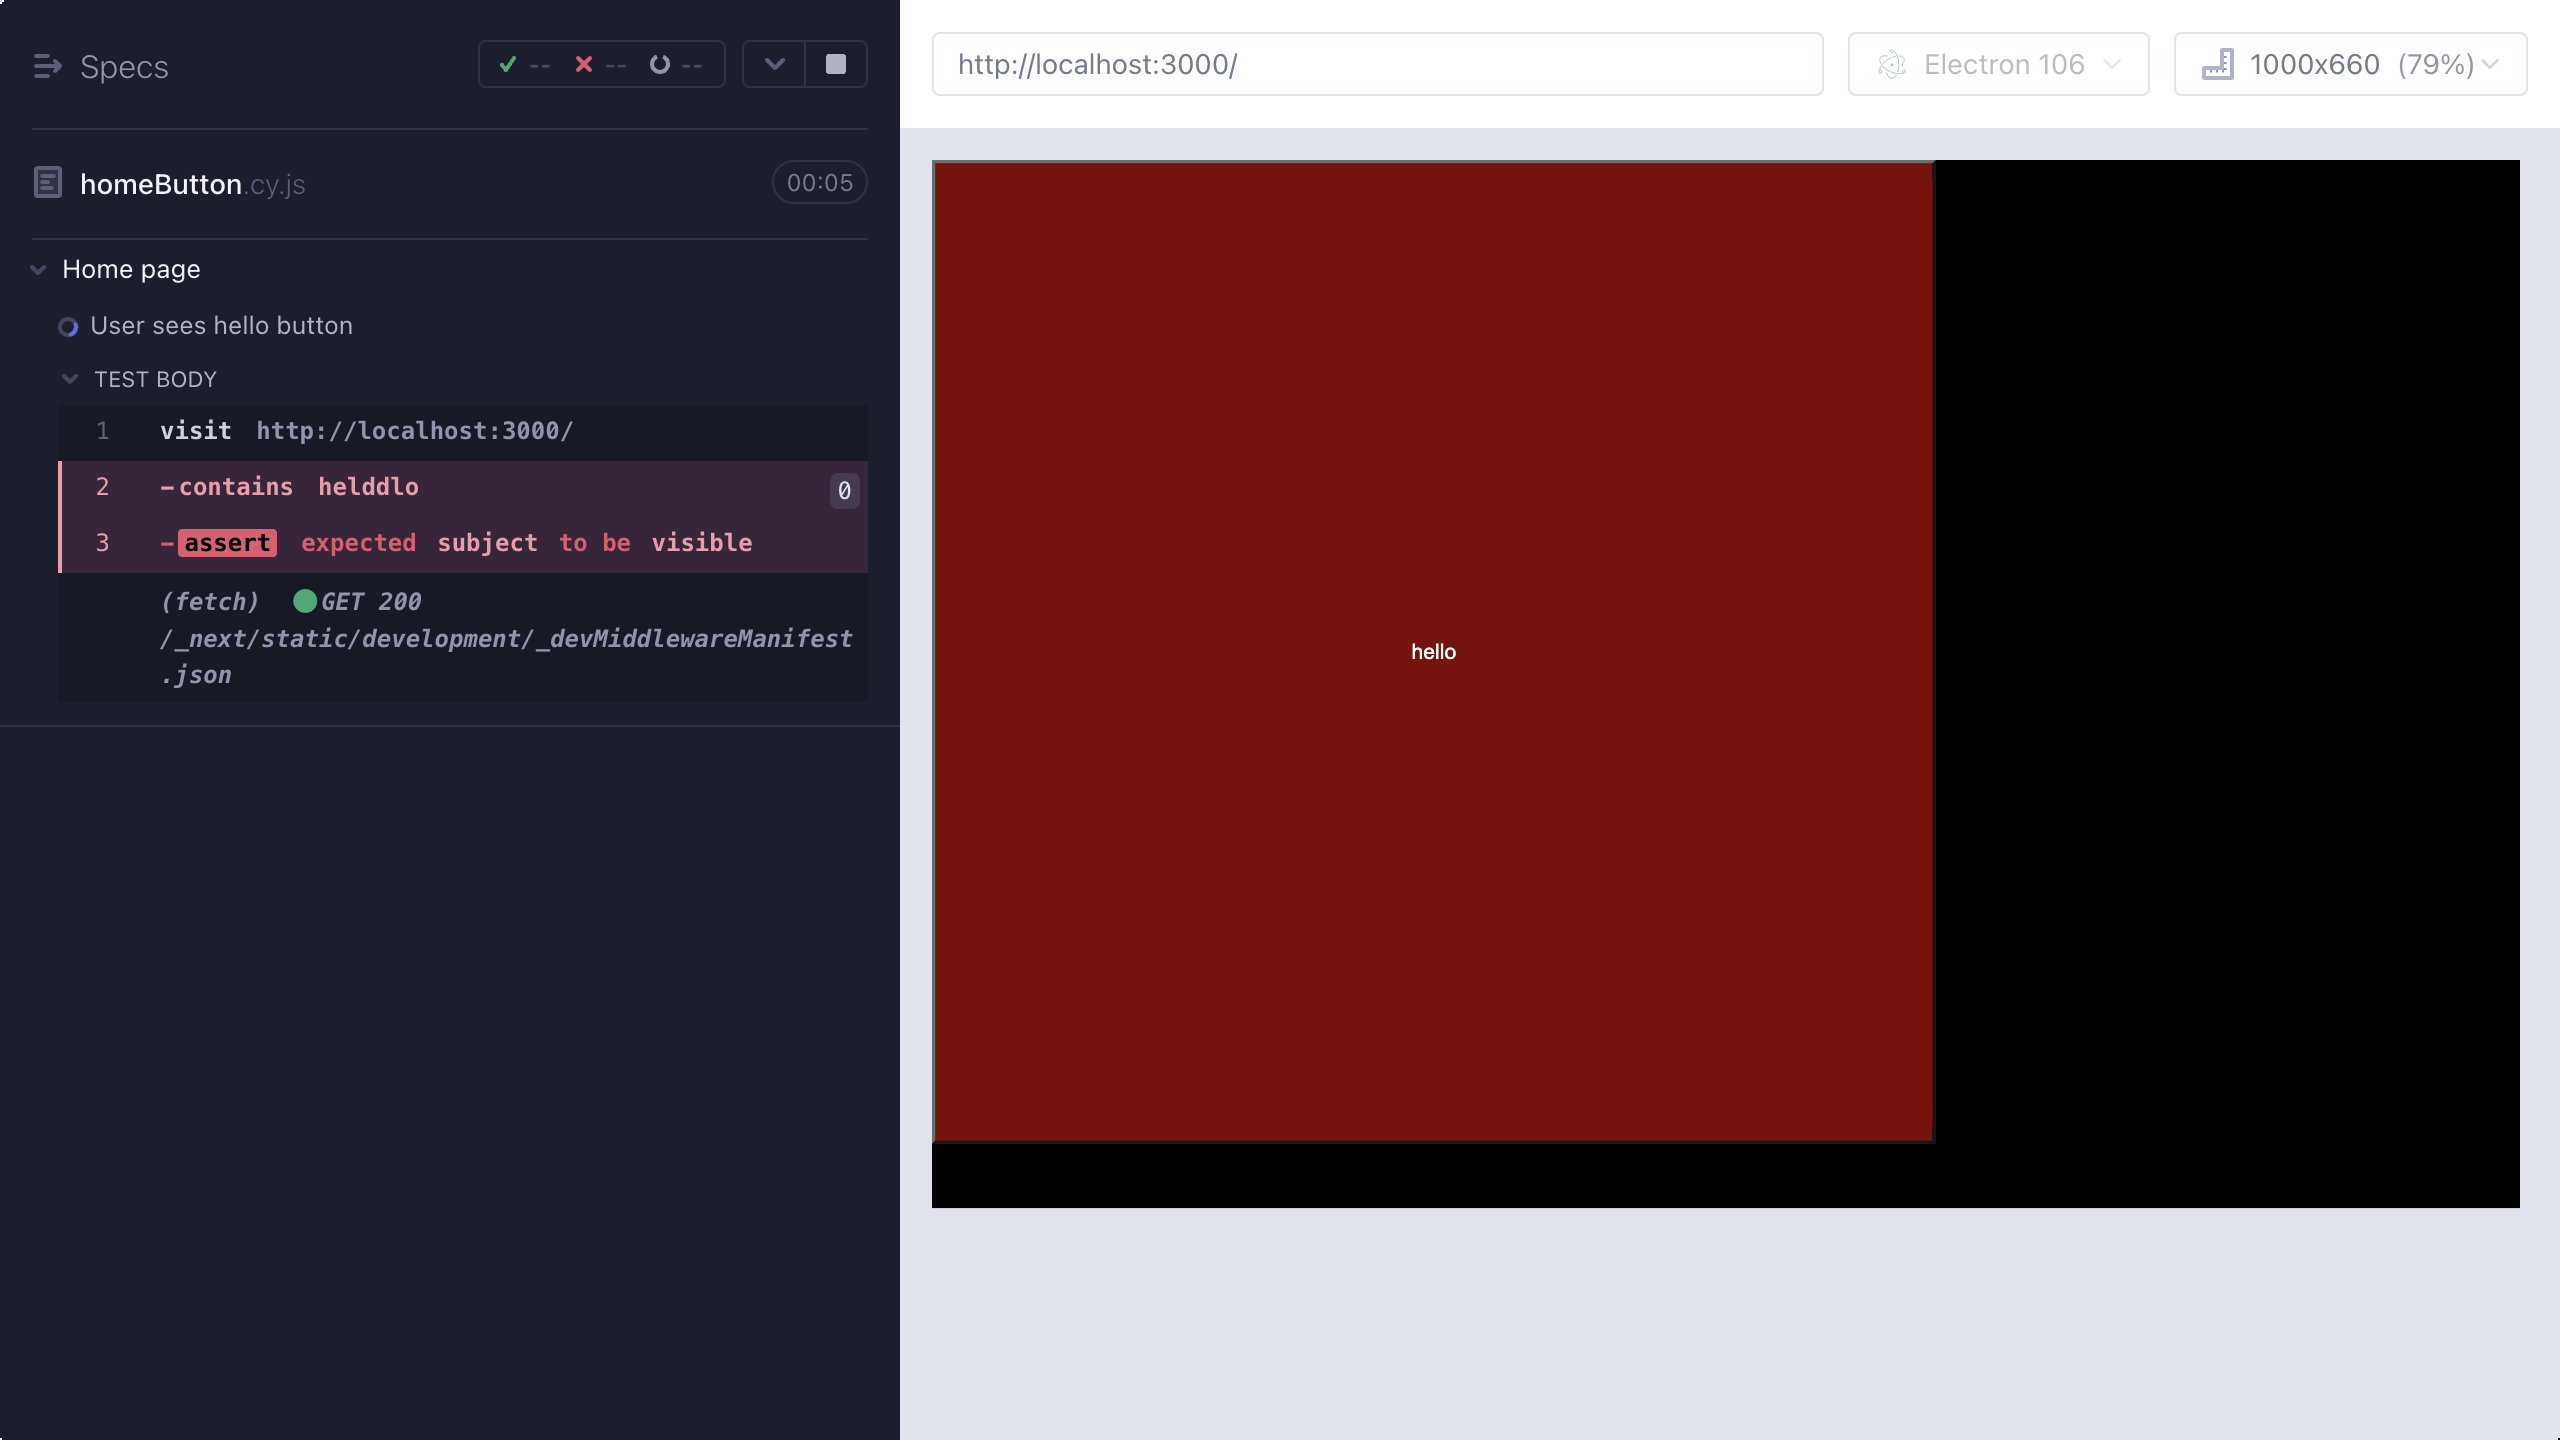 Specs
--
--
--
homeButton.cy.js
00:05
Home page
User sees hello button
TEST BODY
1 visit http://localhost:3000/
2 -contains helddlo 0
3 -assert expected subject to be visible
(fetch) GET 200
/_next/static/development/_devMiddlewareManifest
.json
http://localhost:3000/
Electron 106
1000x660 (79%)
hello